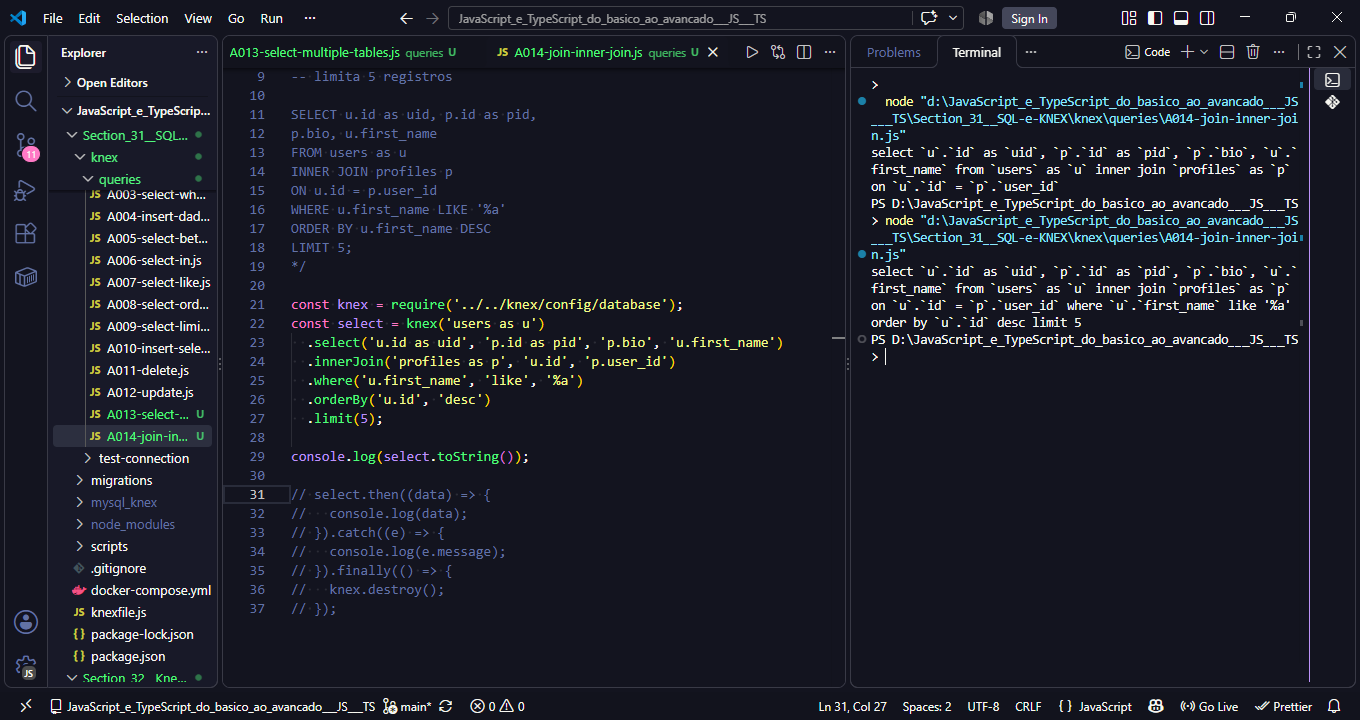 File Edit Selection View Go Run ···
JavaScript_e_TypeScript_do_basico_ao_avancado___JS___TS
Sign In
Explorer ···
Open Editors
JavaScript_e_TypeScrip...
Section_31__SQL...
knex
queries
A003-select-wh...
JS A004-insert-dad...
JS A005-select-bet...
JS A006-select-in.js
JS A007-select-like.js
JS A008-select-ord...
JS A009-select-limi...
JS A010-insert-sele...
JS A011-delete.js
JS A012-update.js
JS A013-select-... U
JS A014-join-in... U
test-connection
migrations
mysql_knex
node_modules
scripts
.gitignore
docker-compose.yml
JS knexfile.js
{} package-lock.json
{} package.json
Section_32__Kne...
11
JS
A013-select-multiple-tables.js queries U
JS A014-join-inner-join.js queries U
9 -- limita 5 registros
10
11 SELECT u.id as uid, p.id as pid,
12 p.bio, u.first_name
13 FROM users as u
14 INNER JOIN profiles p
15 ON u.id = p.user_id
16 WHERE u.first_name LIKE '%a'
17 ORDER BY u.first_name DESC
18 LIMIT 5;
19 */
20
21 const knex = require('../../knex/config/database');
22 const select = knex('users as u')
23 .select('u.id as uid', 'p.id as pid', 'p.bio', 'u.first_name')
24 .innerJoin('profiles as p', 'u.id', 'p.user_id')
25 .where('u.first_name', 'like', '%a')
26 .orderBy('u.id', 'desc')
27 .limit(5);
28
29 console.log(select.toString());
30
31 // select.then((data) => {
32 // console.log(data);
33 // }).catch((e) => {
34 // console.log(e.message);
35 // }).finally(() => {
36 // knex.destroy();
37 // });
Problems Terminal ··· Code
>
node "d:\JavaScript_e_TypeScript_do_basico_ao_avancado___JS
___TS\Section_31__SQL-e-KNEX\knex\queries\A014-join-inner-joi
n.js"
select `u`.`id` as `uid`, `p`.`id` as `pid`, `p`.`bio`, `u`.`
first_name` from `users` as `u` inner join `profiles` as `p`
on `u`.`id` = `p`.`user_id`
PS D:\JavaScript_e_TypeScript_do_basico_ao_avancado___JS___TS
> node "d:\JavaScript_e_TypeScript_do_basico_ao_avancado___JS
___TS\Section_31__SQL-e-KNEX\knex\queries\A014-join-inner-joi
n.js"
select `u`.`id` as `uid`, `p`.`id` as `pid`, `p`.`bio`, `u`.`
first_name` from `users` as `u` inner join `profiles` as `p`
on `u`.`id` = `p`.`user_id` where `u`.`first_name` like '%a'
order by `u`.`id` desc limit 5
PS D:\JavaScript_e_TypeScript_do_basico_ao_avancado___JS___TS
>
JavaScript_e_TypeScript_do_basico_ao_avancado___JS___TS main* 0 0
Ln 31, Col 27 Spaces: 2 UTF-8 CRLF {} JavaScript Go Live Prettier